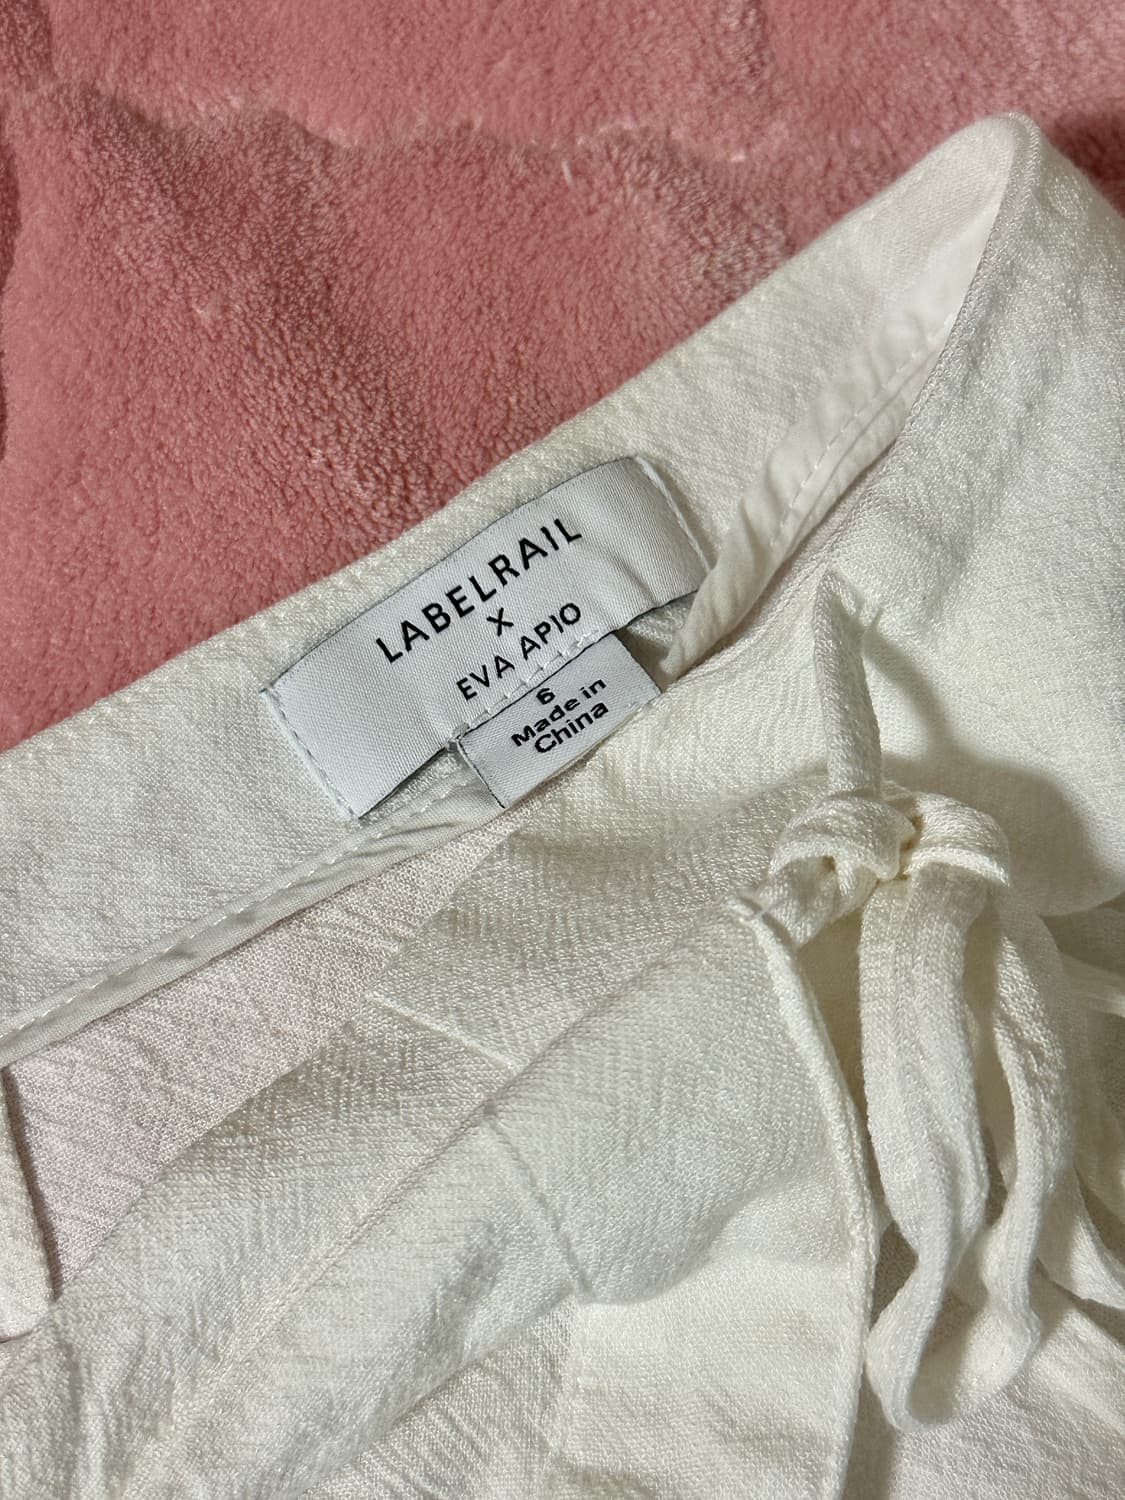 LABELRAIL
X
EVA APIO
6
Made in
China